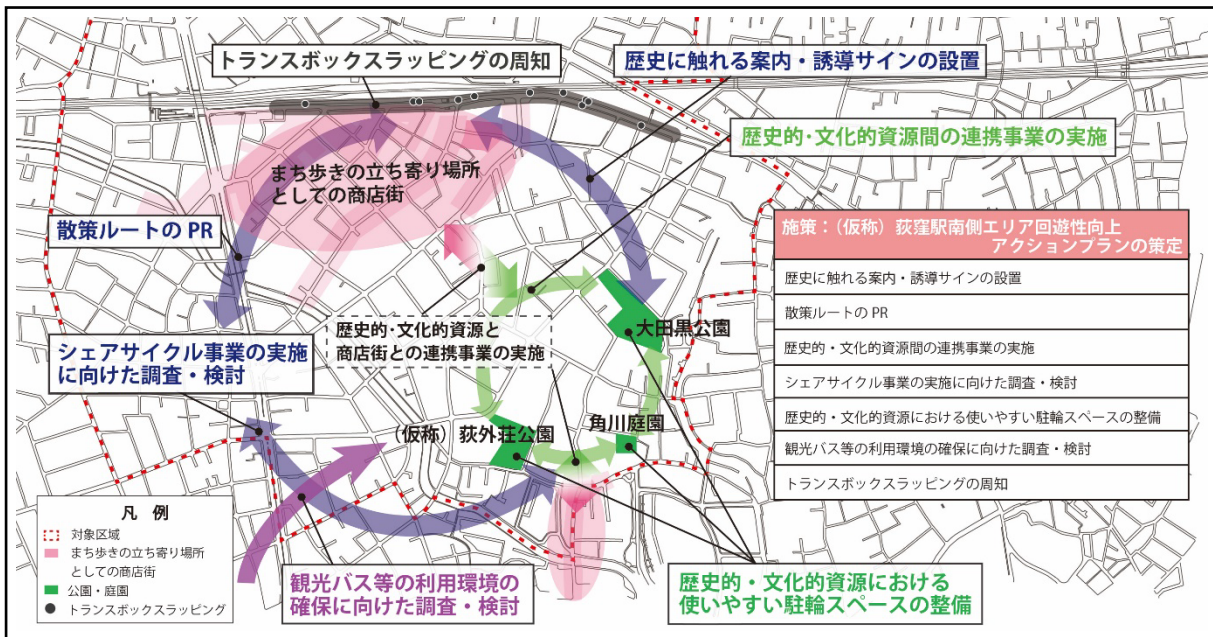 トランスボックスラッピングの周知
歴史に触れる案内・誘導サインの設置
歴史的・文化的資源間の連携事業の実施
まち歩きの立ち寄り場所
としての商店街
散策ルートの PR
シェアサイクル事業の実施
に向けた調査・検討
歴史的・文化的資源と
商店街との連携事業の実施
大田黒公園
角川庭園
（仮称）荻外荘公園
観光バス等の利用環境の
確保に向けた調査・検討
歴史的・文化的資源における
使いやすい駐輪スペースの整備
施策：（仮称）荻窪駅南側エリア回遊性向上
アクションプランの策定
歴史に触れる案内・誘導サインの設置
散策ルートの PR
歴史的・文化的資源間の連携事業の実施
シェアサイクル事業の実施に向けた調査・検討
歴史的・文化的資源における使いやすい駐輪スペースの整備
観光バス等の利用環境の確保に向けた調査・検討
トランスボックスラッピングの周知
凡 例
対象区域
まち歩きの立ち寄り場所
としての商店街
公園・庭園
トランスボックスラッピング